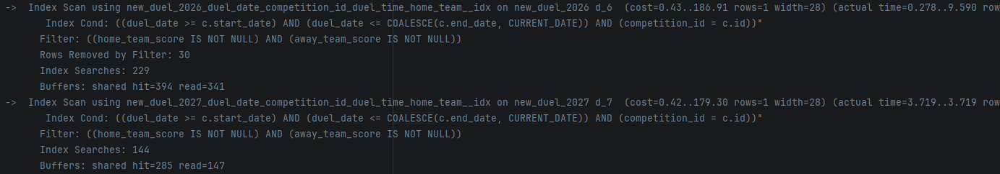 -> Index Scan using new_duel_2026_duel_date_competition_id_duel_time_home_team__idx on new_duel_2026 d_6 (cost=0.43..186.91 rows=1 width=28) (actual time=0.278..9.590 row
Index Cond: ((duel_date >= c.start_date) AND (duel_date <= COALESCE(c.end_date, CURRENT_DATE)) AND (competition_id = c.id))"
Filter: ((home_team_score IS NOT NULL) AND (away_team_score IS NOT NULL))
Rows Removed by Filter: 30
Index Searches: 229
Buffers: shared hit=394 read=341
-> Index Scan using new_duel_2027_duel_date_competition_id_duel_time_home_team__idx on new_duel_2027 d_7 (cost=0.42..179.30 rows=1 width=28) (actual time=3.719..3.719 row
Index Cond: ((duel_date >= c.start_date) AND (duel_date <= COALESCE(c.end_date, CURRENT_DATE)) AND (competition_id = c.id))"
Filter: ((home_team_score IS NOT NULL) AND (away_team_score IS NOT NULL))
Index Searches: 144
Buffers: shared hit=285 read=147